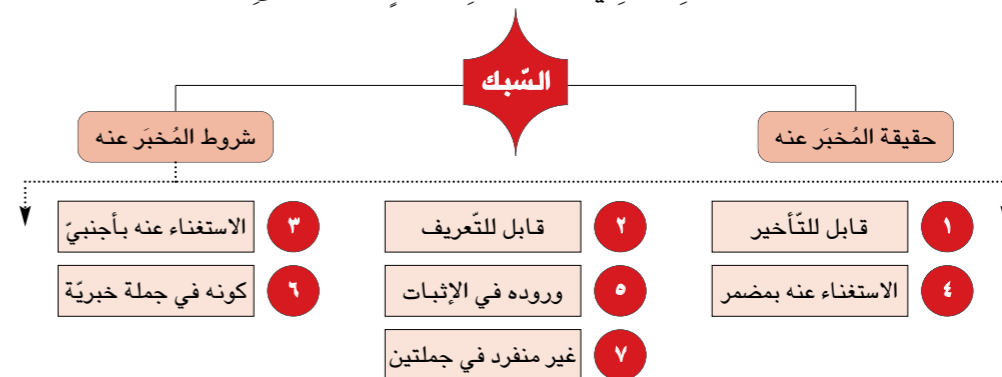 السّبك
حقيقة المُخبَر عنه
شروط المُخبَر عنه
١ قابل للتّأخير
٢ قابل للتّعريف
٣ الاستغناء عنه بأجنبيّ
٤ الاستغناء عنه بمضمر
٥ وروده في الإثبات
٦ كونه في جملة خبريّة
٧ غير منفرد في جملتين